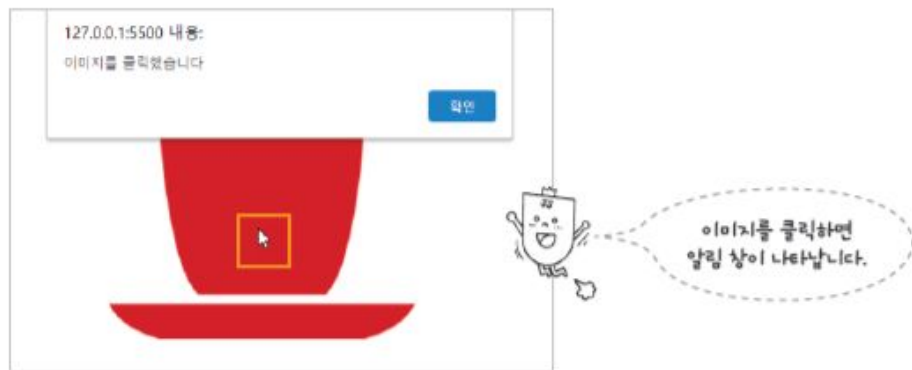 127.0.0.1:5500 내용:
이미지를 클릭했습니다
확인
이미지를 클릭하면
알림 창이 나타납니다.